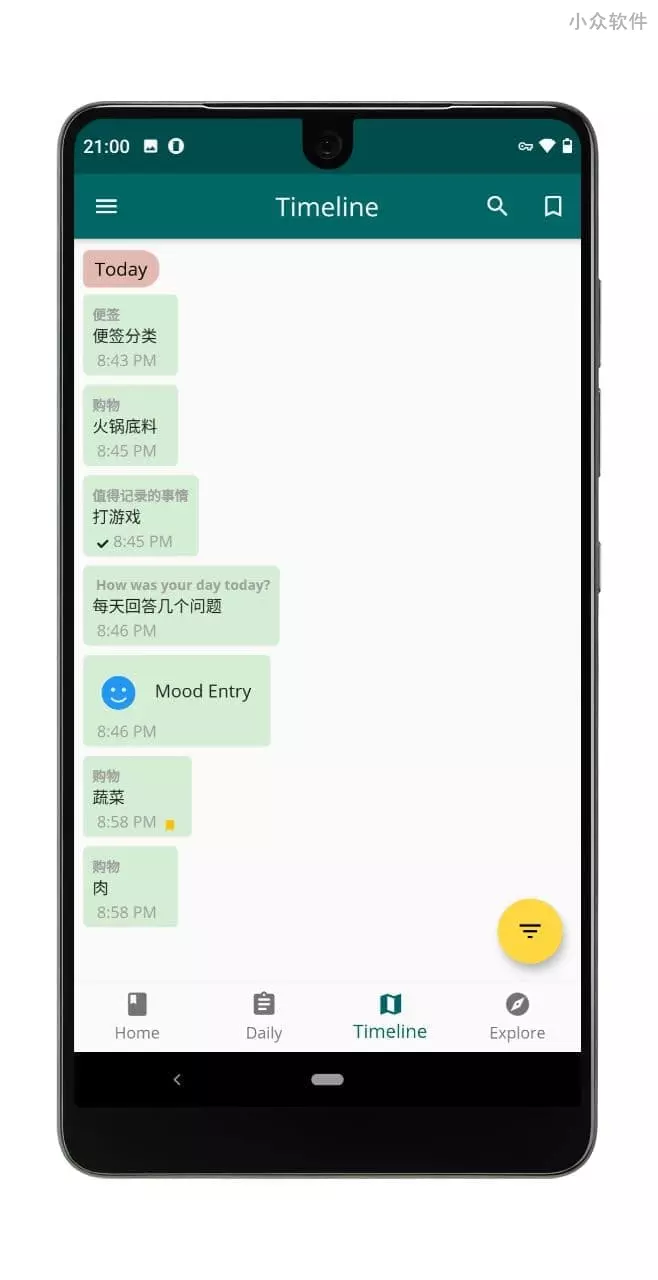 小众软件
21:00
Timeline
Today
便签
便签分类
8:43 PM
购物
火锅底料
8:45 PM
值得记录的事情
打游戏
8:45 PM
How was your day today?
每天回答几个问题
8:46 PM
Mood Entry
8:46 PM
购物
蔬菜
8:58 PM
购物
肉
8:58 PM
Home Daily Timeline Explore